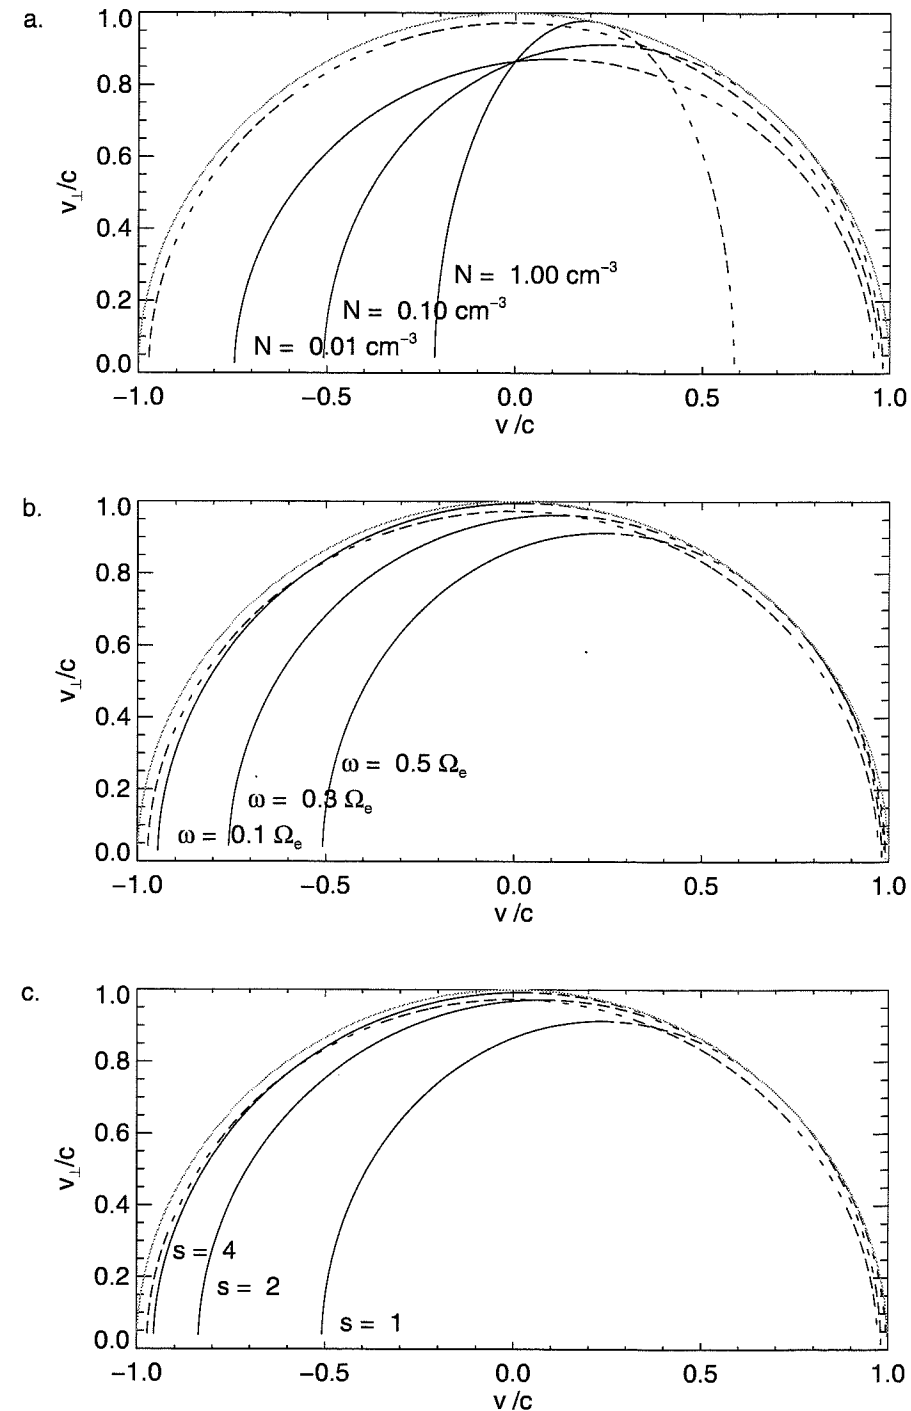 a.
1.0
0.8
0.6
0.4
0.2
0.0
v⊥/c
N = 1.00 cm⁻³
N = 0.10 cm⁻³
N = 0.01 cm⁻³
−1.0 −0.5 0.0 0.5 1.0
v /c
b.
1.0
0.8
0.6
0.4
0.2
0.0
v⊥/c
ω = 0.5 Ωₑ
ω = 0.3 Ωₑ
ω = 0.1 Ωₑ
−1.0 −0.5 0.0 0.5 1.0
v /c
c.
1.0
0.8
0.6
0.4
0.2
0.0
v⊥/c
s = 4
s = 2
s = 1
−1.0 −0.5 0.0 0.5 1.0
v /c